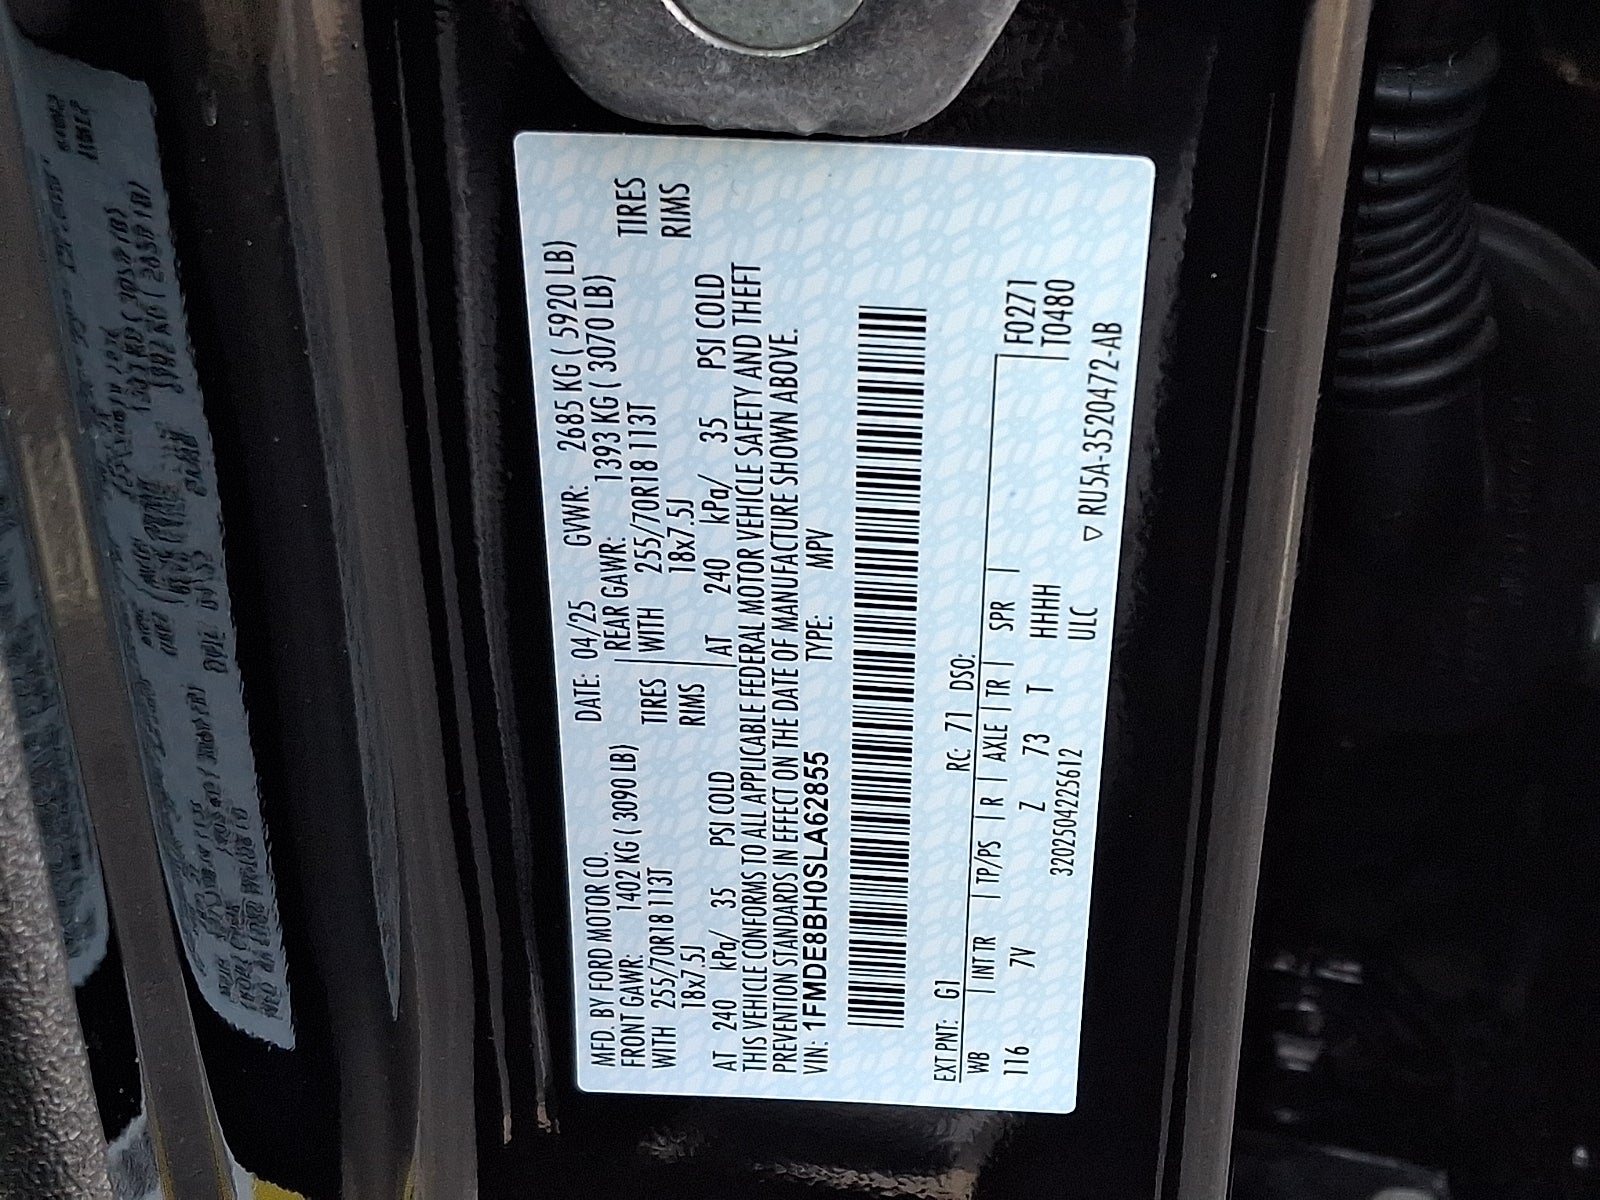 MFD. BY FORD MOTOR CO. DATE: 04/25 GVWR: 2685 KG ( 5920 LB)
FRONT GAWR: 1402 KG ( 3090 LB) REAR GAWR: 1393 KG ( 3070 LB)
WITH 255/70R18 113T TIRES WITH 255/70R18 113T TIRES
18x7.5J RIMS 18x7.5J RIMS
AT 240 kPa/ 35 PSI COLD AT 240 kPa/ 35 PSI COLD
THIS VEHICLE CONFORMS TO ALL APPLICABLE FEDERAL MOTOR VEHICLE SAFETY AND THEFT
PREVENTION STANDARDS IN EFFECT ON THE DATE OF MANUFACTURE SHOWN ABOVE.
VIN: 1FMDE8BH0SLA62855 TYPE: MPV
EXT PNT: G1 RC: 71 DSO:
WB INT TR TP/PS R AXLE TR SPR F0271
116 7V Z 73 T HHHH T0480
3202504225612 ULC ▽ RU5A-3520472-AB